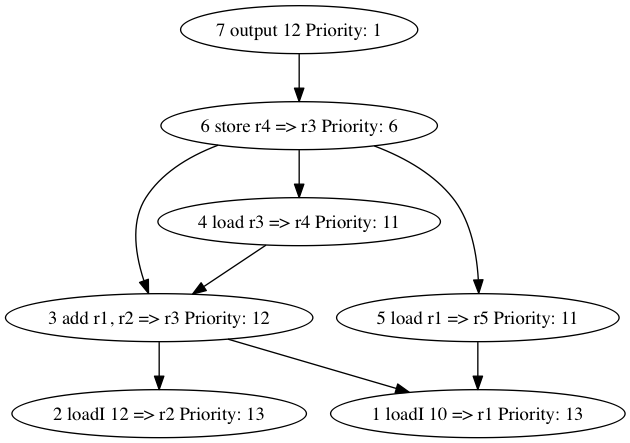 7 output 12 Priority: 1
6 store r4 => r3 Priority: 6
4 load r3 => r4 Priority: 11
3 add r1, r2 => r3 Priority: 12
5 load r1 => r5 Priority: 11
2 loadI 12 => r2 Priority: 13
1 loadI 10 => r1 Priority: 13